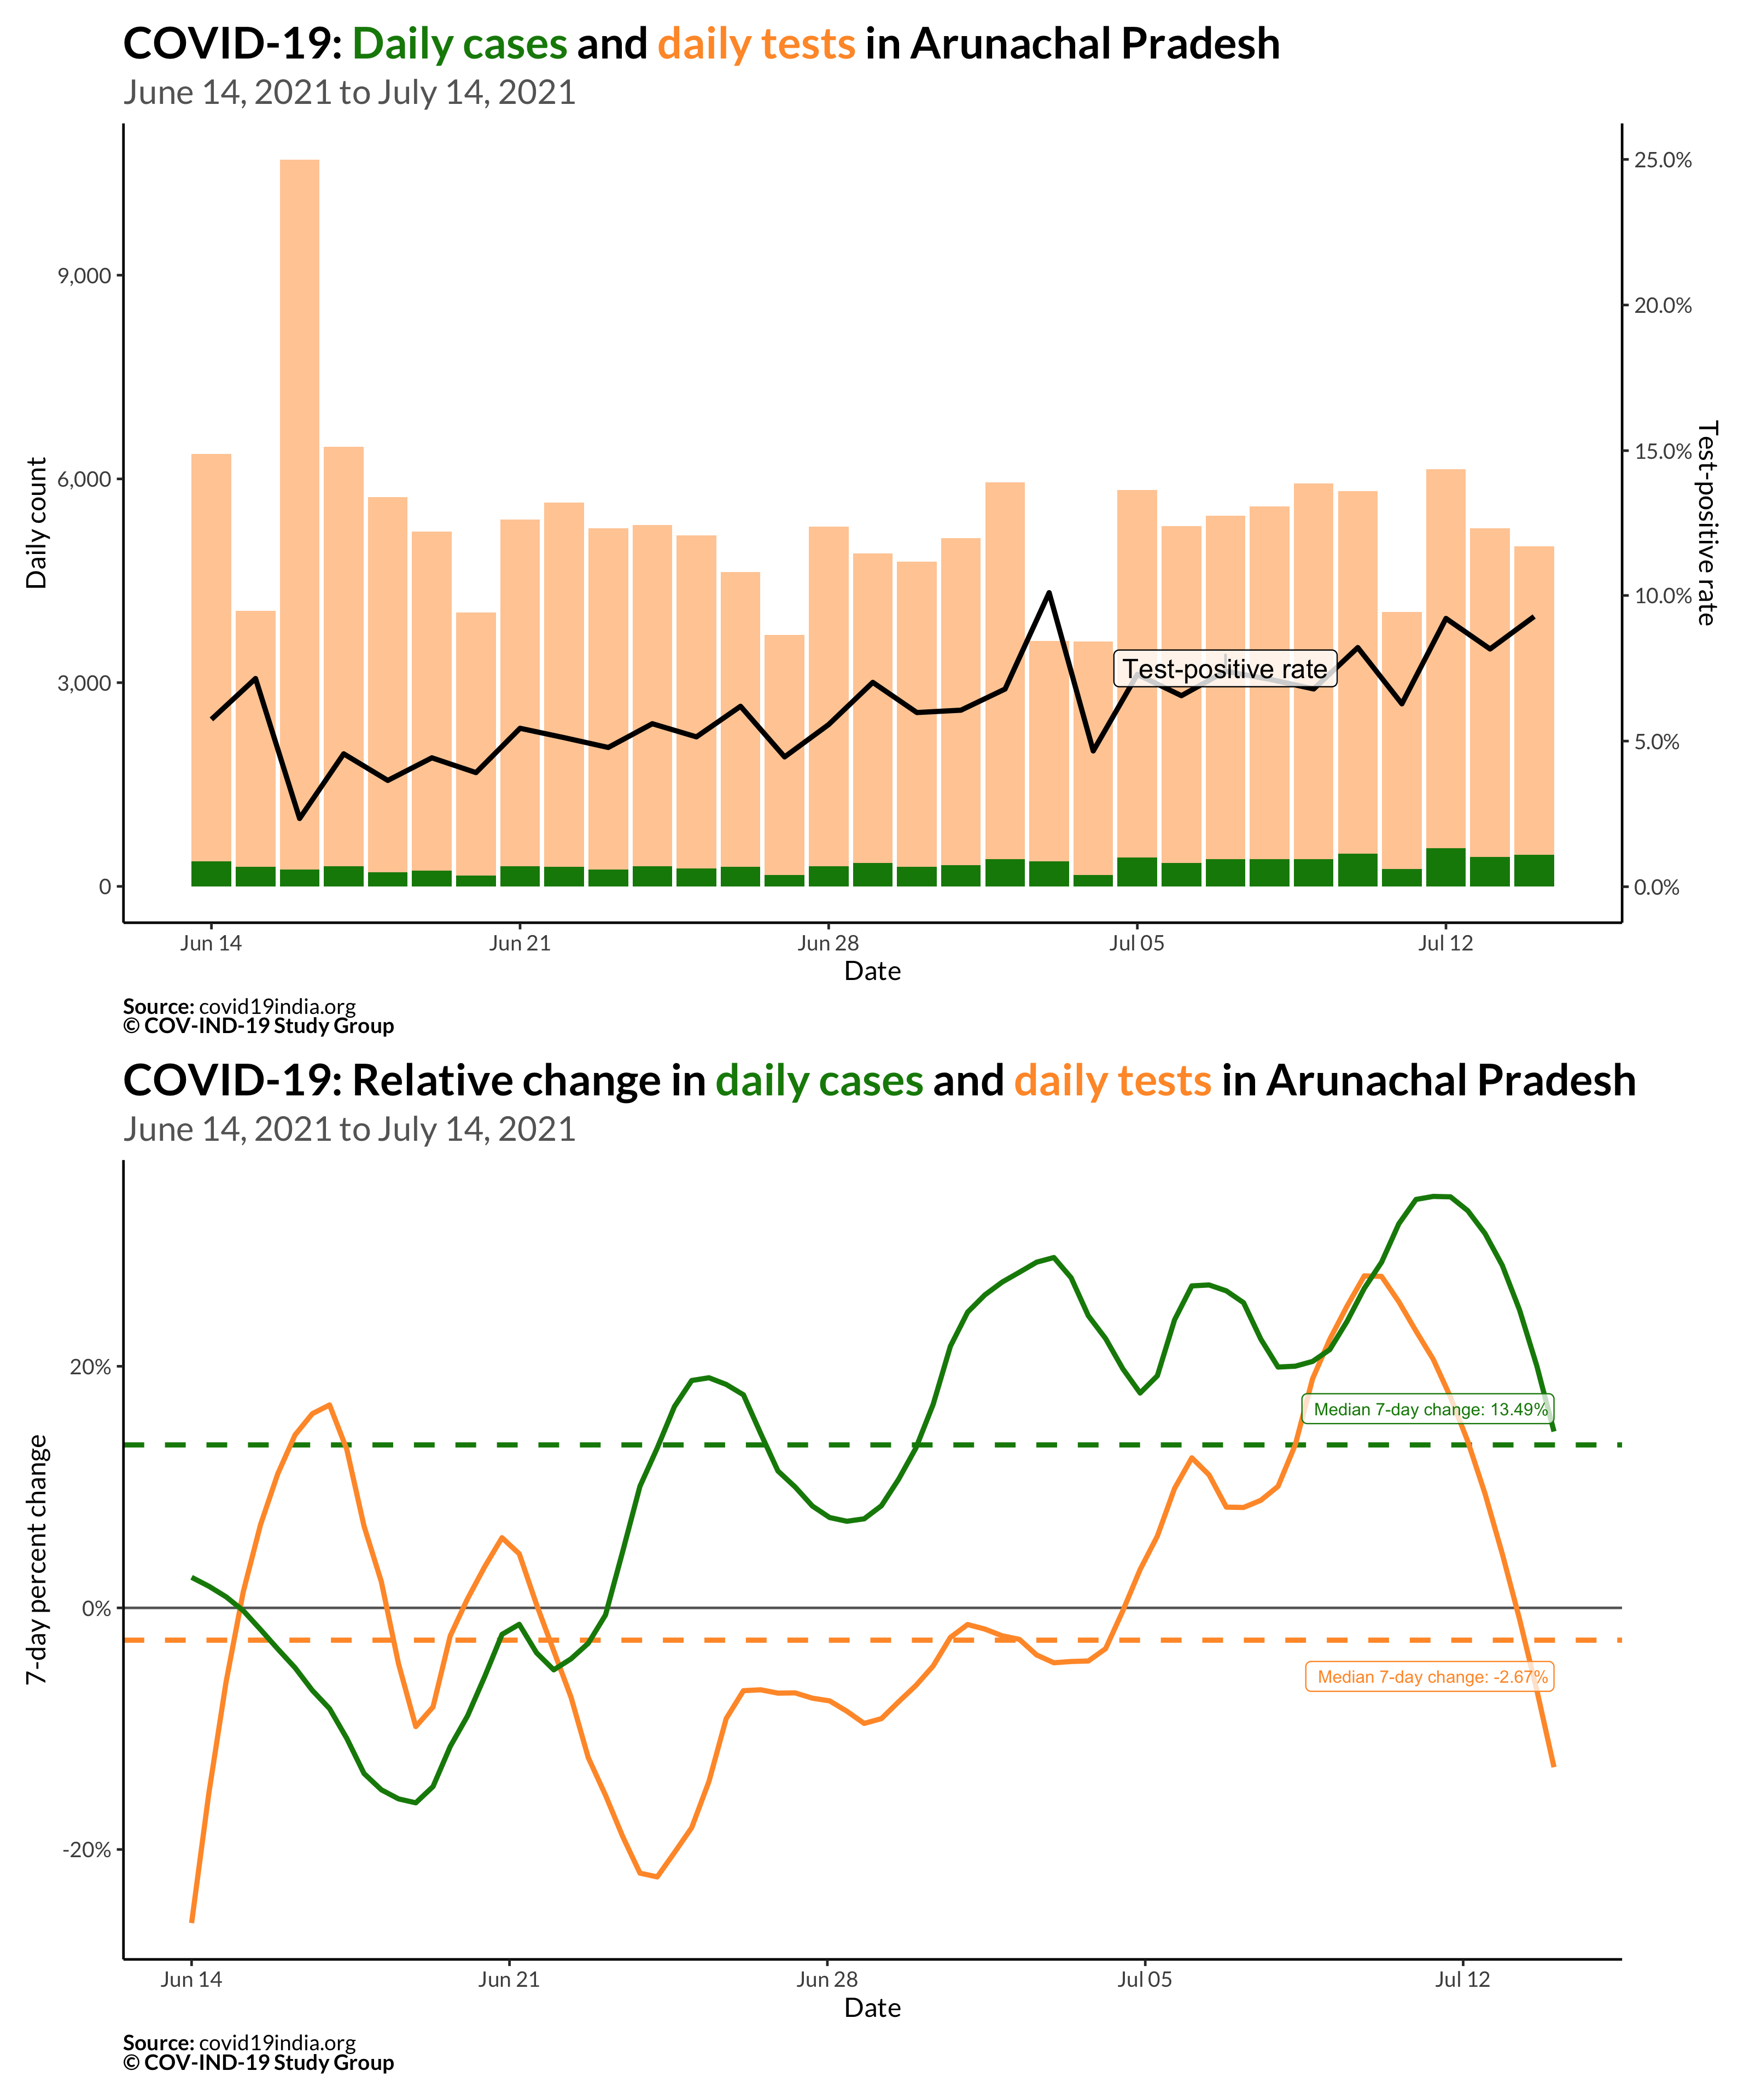 COVID-19: Daily cases and daily tests in Arunachal Pradesh
June 14, 2021 to July 14, 2021
Daily count
9,000
6,000
3,000
0
25.0%
20.0%
15.0%
10.0%
5.0%
0.0%
Test-positive rate
Test-positive rate
Jun 14
Jun 21
Jun 28
Jul 05
Jul 12
Date
Source: covid19india.org
© COV-IND-19 Study Group
COVID-19: Relative change in daily cases and daily tests in Arunachal Pradesh
June 14, 2021 to July 14, 2021
7-day percent change
20%
0%
-20%
Median 7-day change: 13.49%
Median 7-day change: -2.67%
Jun 14
Jun 21
Jun 28
Jul 05
Jul 12
Date
Source: covid19india.org
© COV-IND-19 Study Group